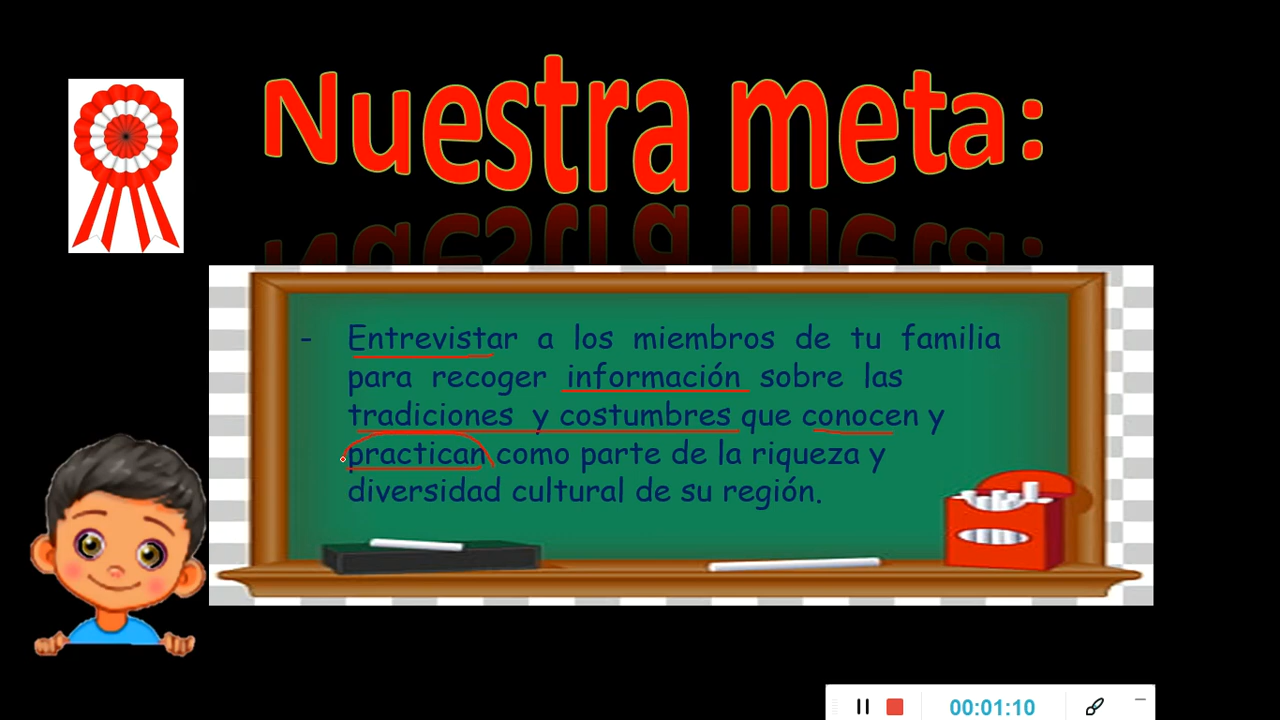 Nuestra meta:
- Entrevistar a los miembros de tu familia
para recoger información sobre las
tradiciones y costumbres que conocen y
practican como parte de la riqueza y
diversidad cultural de su región.
00:01:10